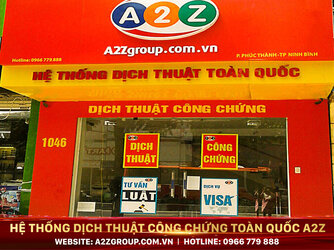 A2Z
A2Zgroup.com.vn
Hotline: 0966 779 888
P. PHÚC THÀNH-TP NINH BÌNH
HỆ THỐNG DỊCH THUẬT TOÀN QUỐC
DỊCH THUẬT CÔNG CHỨNG
1046
DỊCH
THUẬT
CÔNG
CHỨNG
TƯ VẤN
LUẬT
DỊCH VỤ
VISA
HỆ THỐNG DỊCH THUẬT CÔNG CHỨNG TOÀN QUỐC A2Z
WEBSITE: A2ZGROUP.COM.VN | HOTLINE: 0966 779 888